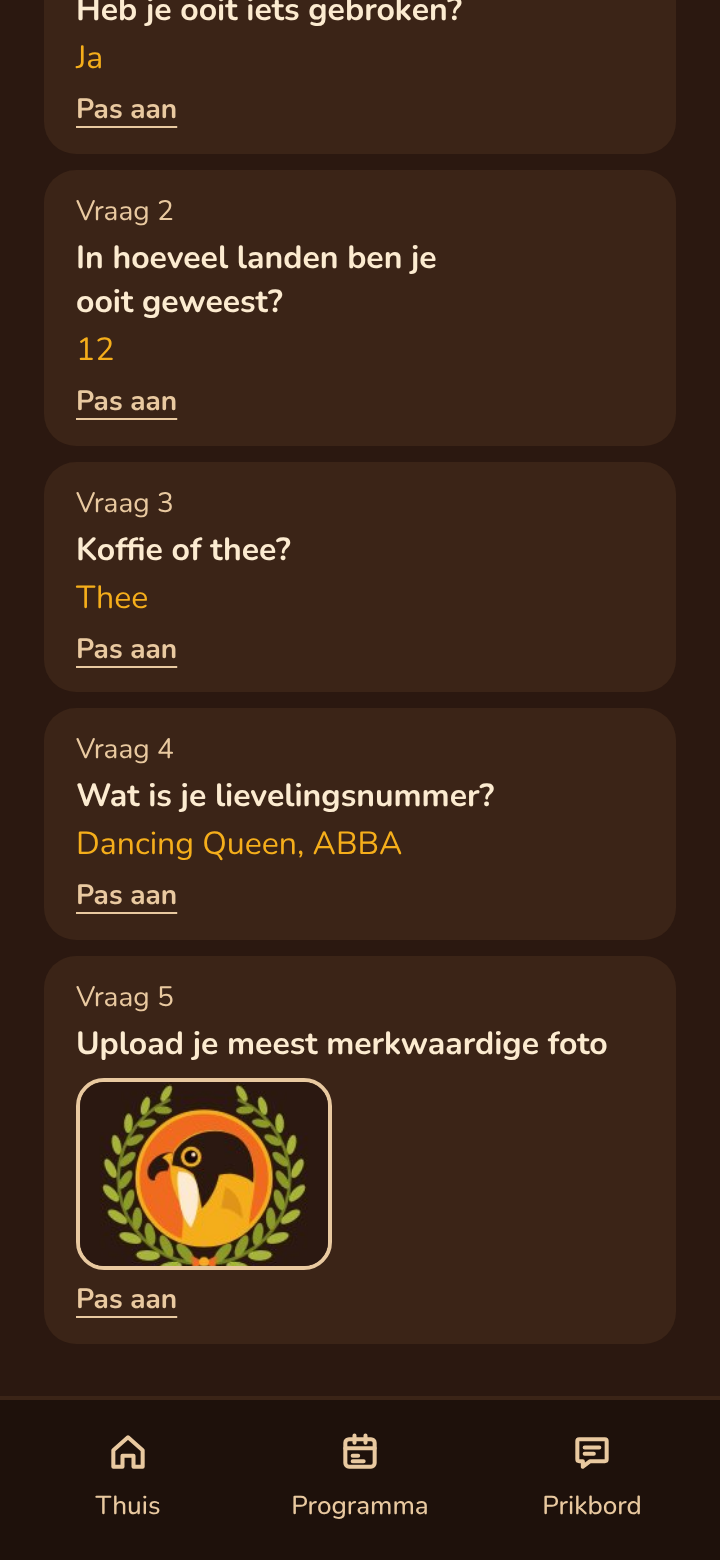 Heb je ooit iets gebroken?
Ja
Pas aan
Vraag 2
In hoeveel landen ben je
ooit geweest?
12
Pas aan
Vraag 3
Koffie of thee?
Thee
Pas aan
Vraag 4
Wat is je lievelingsnummer?
Dancing Queen, ABBA
Pas aan
Vraag 5
Upload je meest merkwaardige foto
Pas aan
Thuis
Programma
Prikbord